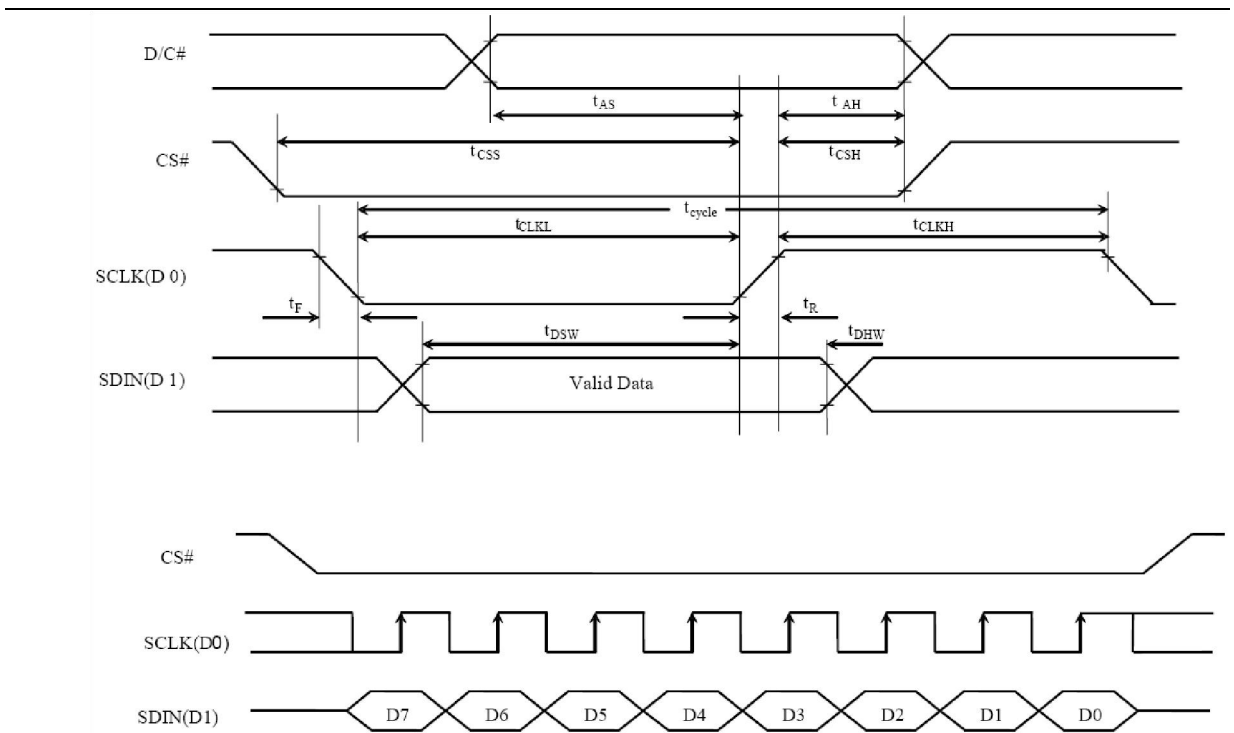 D/C#
tAS
t AH
CS#
tCSS
tCSH
tcycle
tCLKL
tCLKH
SCLK(D 0)
tF
tR
tDSW
tDHW
SDIN(D 1)
Valid Data
CS#
SCLK(D0)
SDIN(D1)
D7 D6 D5 D4 D3 D2 D1 D0